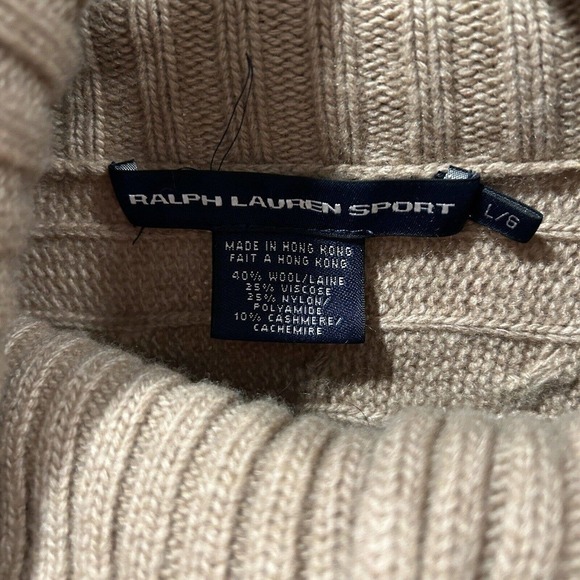 RALPH LAUREN SPORT
L/G
MADE IN HONG KONG
FAIT A HONG KONG
40% WOOL/LAINE
25% VISCOSE
25% NYLON/
POLYAMIDE
10% CASHMERE/
CACHEMIRE